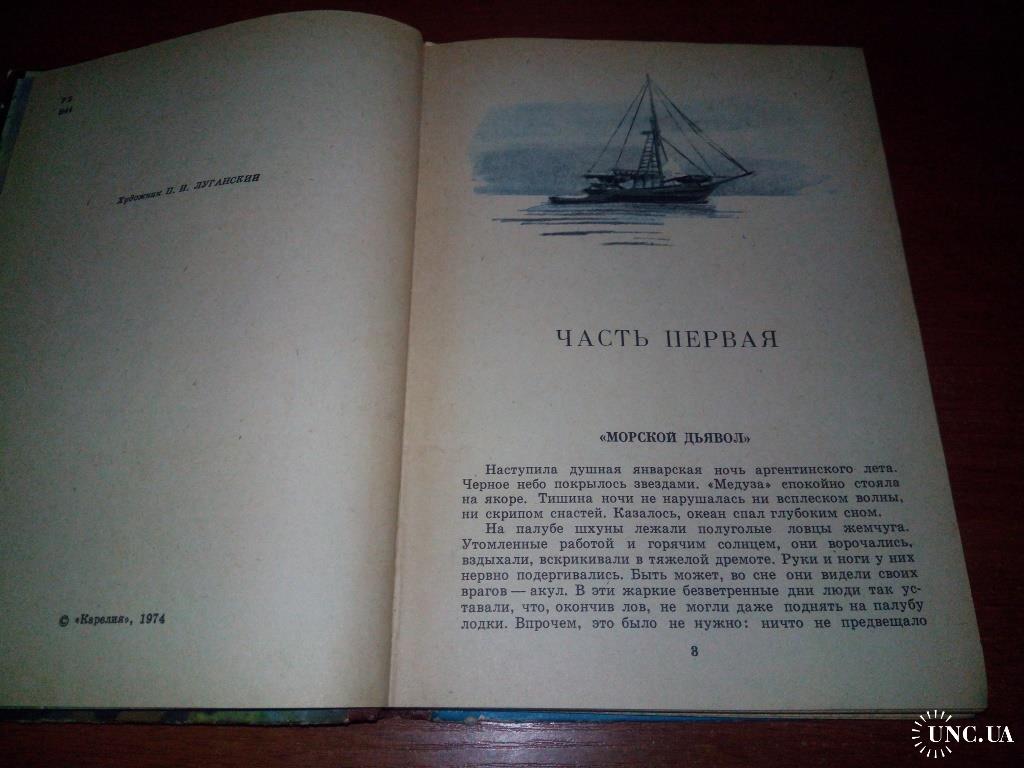 Р2
Художник П. И. ЛУГАНСКИЙ
© «Карелия», 1974
ЧАСТЬ ПЕРВАЯ
«МОРСКОЙ ДЬЯВОЛ»
Наступила душная январская ночь аргентинского лета.
Черное небо покрылось звездами. «Медуза» спокойно стояла
на якоре. Тишина ночи не нарушалась ни всплеском волны,
ни скрипом снастей. Казалось, океан спал глубоким сном.
На палубе шхуны лежали полуголые ловцы жемчуга.
Утомленные работой и горячим солнцем, они ворочались,
вздыхали, вскрикивали в тяжелой дремоте. Руки и ноги у них
нервно подергивались. Быть может, во сне они видели своих
врагов — акул. В эти жаркие безветренные дни люди так ус-
тавали, что, окончив лов, не могли даже поднять на палубу
лодки. Впрочем, это было не нужно: ничто не предвещало
3
UNC.UA